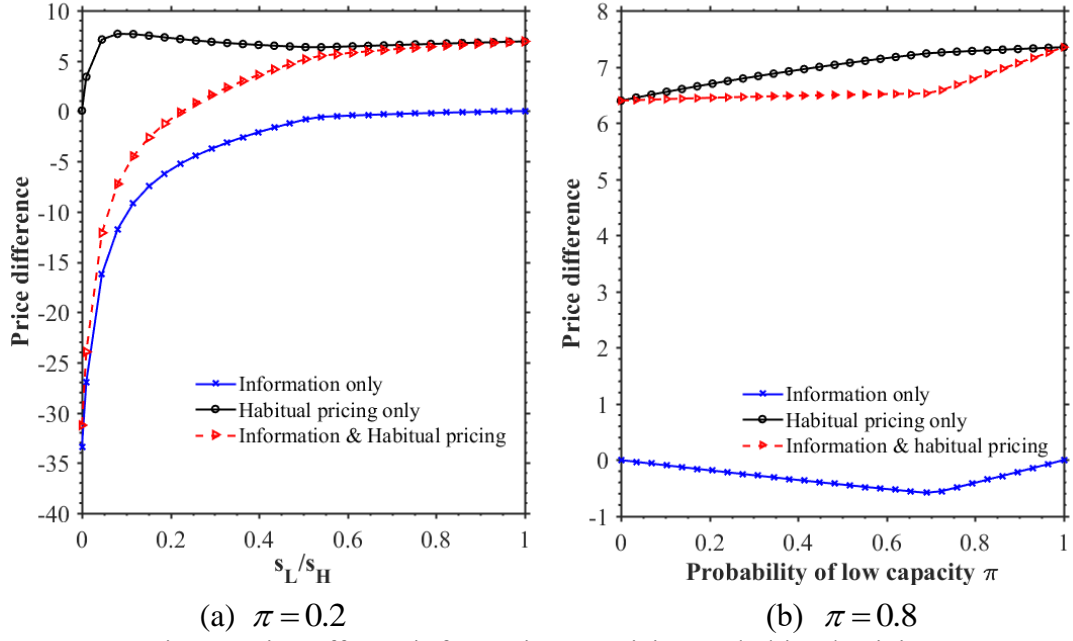 10
5
0
-5
-10
-15
-20
-25
-30
-35
-40
Price difference
Information only
Habitual pricing only
Information & Habitual pricing
0 0.2 0.4 0.6 0.8 1
s_L/s_H
(a) π = 0.2
8
7
6
5
4
3
2
1
0
-1
Price difference
Information only
Habitual pricing only
Information & habitual pricing
0 0.2 0.4 0.6 0.8 1
Probability of low capacity π
(b) π = 0.8